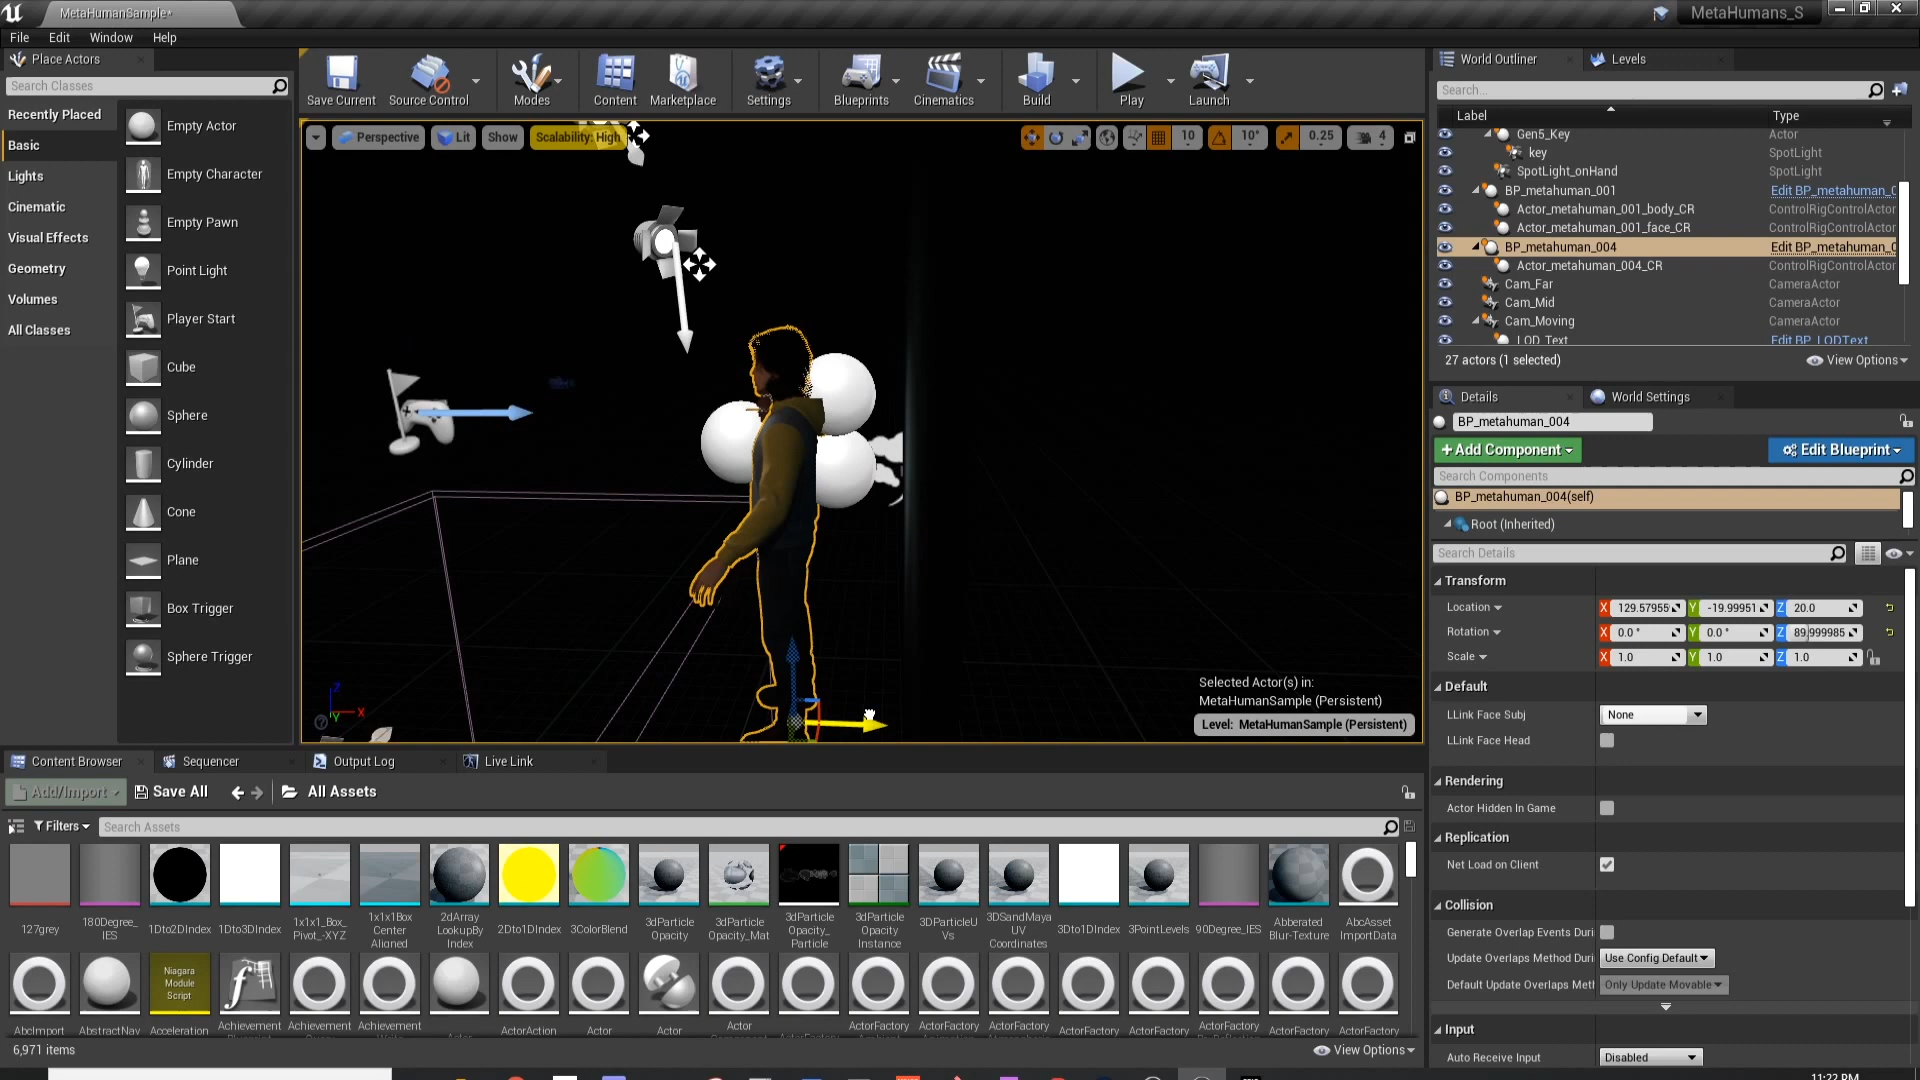 MetaHumanSample*
MetaHumans_S
File Edit Window Help
Place Actors
Search Classes
Recently Placed
Basic
Lights
Cinematic
Visual Effects
Geometry
Volumes
All Classes
Empty Actor
Empty Character
Empty Pawn
Point Light
Player Start
Cube
Sphere
Cylinder
Cone
Plane
Box Trigger
Sphere Trigger
Save Current Source Control Modes Content Marketplace Settings Blueprints Cinematics Build Play Launch
Perspective Lit Show Scalability: High 10 10° 0.25 4
Z X Y
Selected Actor(s) in:
MetaHumanSample (Persistent)
Level: MetaHumanSample (Persistent)
World Outliner Levels
Search...
Label Type
Gen5_Key Actor
key SpotLight
SpotLight_onHand SpotLight
BP_metahuman_001 Edit BP_metahuman_0
Actor_metahuman_001_body_CR ControlRigControlActor
Actor_metahuman_001_face_CR ControlRigControlActor
BP_metahuman_004 Edit BP_metahuman_0
Actor_metahuman_004_CR ControlRigControlActor
Cam_Far CameraActor
Cam_Mid CameraActor
Cam_Moving CameraActor
LOD_Text Edit BP_LODText
27 actors (1 selected) View Options
Details World Settings
BP_metahuman_004
+Add Component Edit Blueprint
Search Components
BP_metahuman_004(self)
Root (Inherited)
Search Details
Transform
Location X 129.57955 Y -19.99951 Z 20.0
Rotation X 0.0 ° Y 0.0 ° Z 89.999985
Scale X 1.0 Y 1.0 Z 1.0
Default
LLink Face Subj None
LLink Face Head
Rendering
Actor Hidden In Game
Replication
Net Load on Client
Collision
Generate Overlap Events Duri
Update Overlaps Method Duri Use Config Default
Default Update Overlaps Meth Only Update Movable
Input
Auto Receive Input Disabled
Content Browser Sequencer Output Log Live Link
Add/Import Save All All Assets
Filters Search Assets
127grey
180Degree_
IES
1Dto2DIndex
1Dto3DIndex
1x1x1_Box_
Pivot_-XYZ
1x1x1Box
Center
Aligned
2dArray
LookupBy
Index
2Dto1DIndex
3ColorBlend
3dParticle
Opacity
3dParticle
Opacity_Mat
3dParticle
Opacity_
Particle
3dParticle
Opacity
Instance
3DParticleU
Vs
3DSandMaya
UV
Coordinates
3Dto1DIndex
3PointLevels
90Degree_IES
Abberated
Blur-Texture
AbcAsset
ImportData
Niagara
Module
Script
AbcImport
AbstractNav
Acceleration
Achievement
Achievement
Achievement
Actor
ActorAction
Actor
Actor
Actor
ActorFactory
ActorFactory
ActorFactory
ActorFactory
ActorFactory
ActorFactory
ActorFactory
ActorFactory
6,971 items View Options
11:22 PM